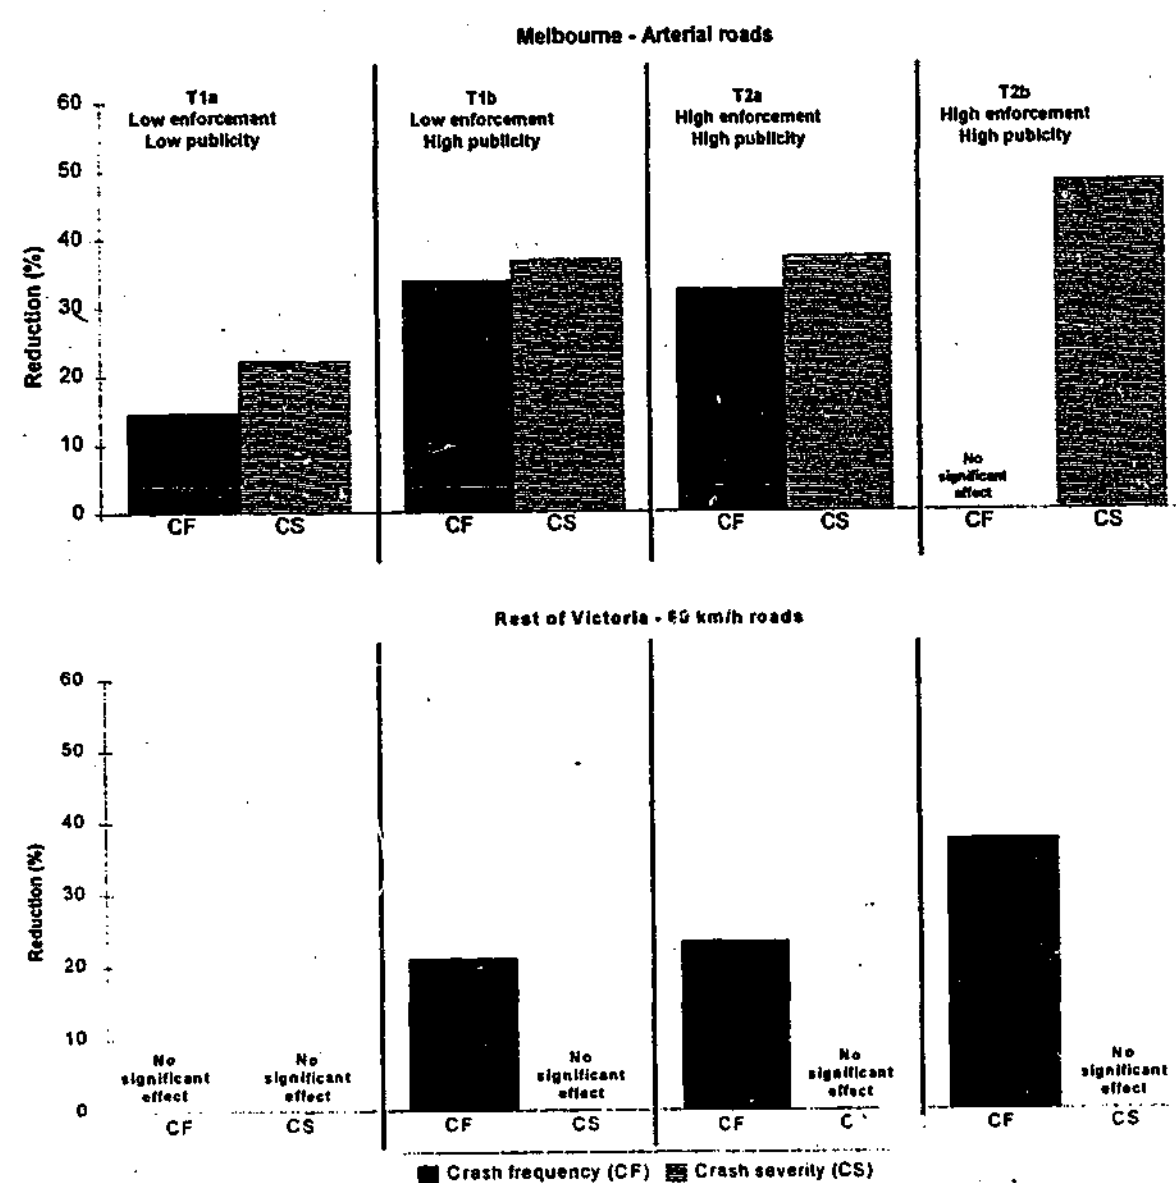 Melbourne - Arterial roads
T1a
Low enforcement
Low publicity
T1b
Low enforcement
High publicity
T2a
High enforcement
High publicity
T2b
High enforcement
High pubicity
60
50
40
30
20
10
0
Reduction (%)
No
significant
effect
CF CS CF CS CF CS CF CS
Rest of Victoria - 60 km/h roads
60
50
40
30
20
10
0
Reduction (%)
No
significant
effect
No
significant
effect
No
significant
effect
No
significant
effect
No
significant
effect
CF CS CF CS CF C CF CS
Crash frequency (CF) Crash severity (CS)